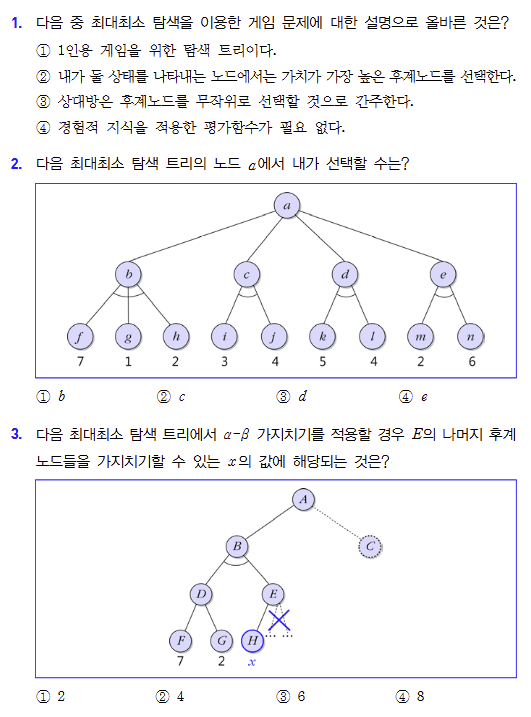 1. 다음 중 최대최소 탐색을 이용한 게임 문제에 대한 설명으로 올바른 것은?
① 1인용 게임을 위한 탐색 트리이다.
② 내가 둘 상태를 나타내는 노드에서는 가치가 가장 높은 후계노드를 선택한다.
③ 상대방은 후계노드를 무작위로 선택할 것으로 간주한다.
④ 경험적 지식을 적용한 평가함수가 필요 없다.
2. 다음 최대최소 탐색 트리의 노드 a에서 내가 선택할 수는?
a
b c d e
f g h i j k l m n
7 1 2 3 4 5 4 2 6
① b ② c ③ d ④ e
3. 다음 최대최소 탐색 트리에서 α-β 가지치기를 적용할 경우 E의 나머지 후계
노드들을 가지치기할 수 있는 x의 값에 해당되는 것은?
A
B C
D E
F G H ... ...
7 2 x
① 2 ② 4 ③ 6 ④ 8